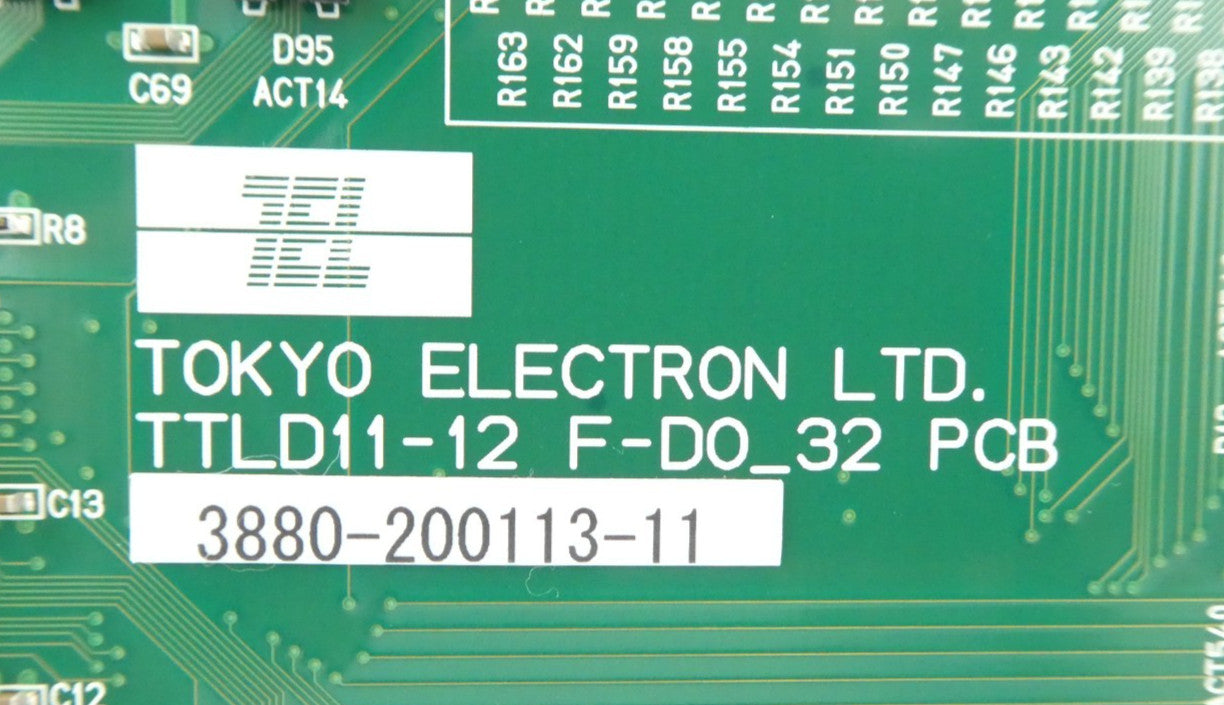 D95
C69
ACT14
R163 R162 R159 R158 R155 R154 R151 R150 R147 R146 R143 R142 R139 R138
R8
TEL
TOKYO ELECTRON LTD.
TTLD11-12 F-DO_32 PCB
C13
3880-200113-11
C12